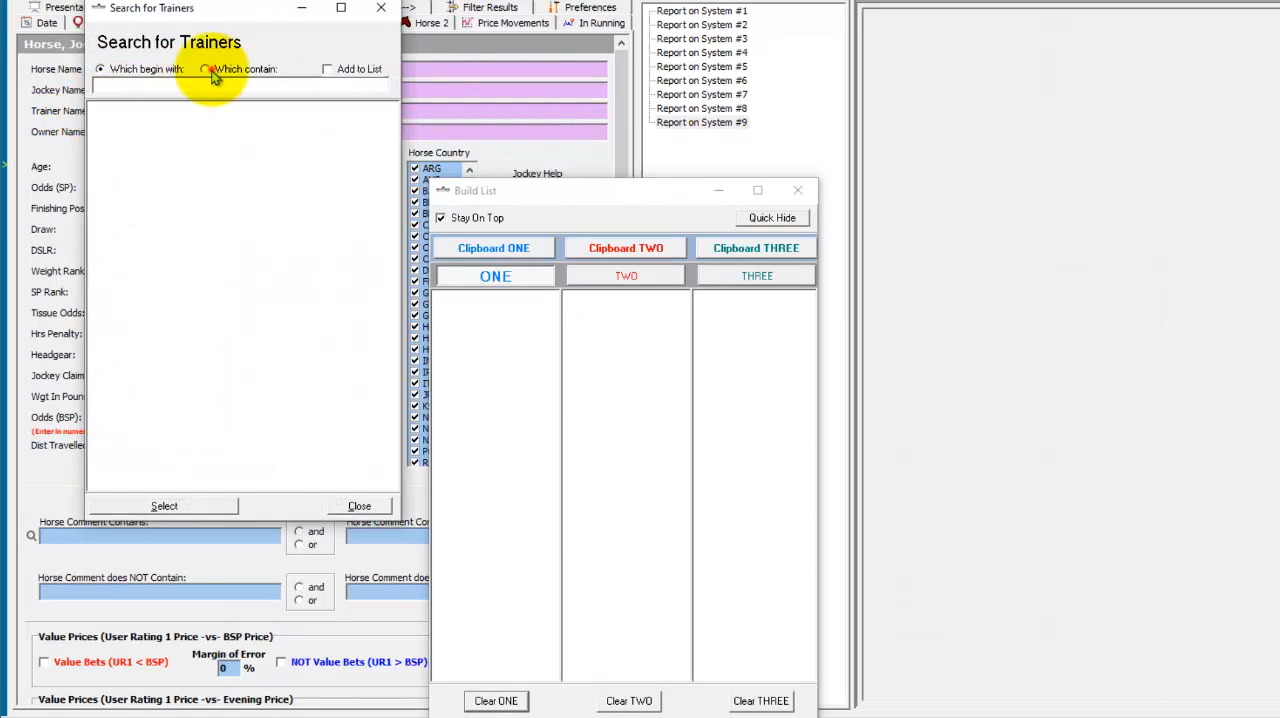 Presenta
Search for Trainers
-->
Filter Results
Preferences
Date
Horse 2
Price Movements
In Running
Horse, Joc
Search for Trainers
Horse Name
Which begin with:
Which contain:
Add to List
Jockey Name
Trainer Name
Owner Name
Report on System #1
Report on System #2
Report on System #3
Report on System #4
Report on System #5
Report on System #6
Report on System #7
Report on System #8
Report on System #9
Age:
Odds (SP):
Finishing Pos
Draw:
DSLR:
Weight Rank
SP Rank:
Tissue Odds:
Hrs Penalty:
Headgear:
Jockey Claim
Wgt In Poun
Odds (BSP):
(Enter in nume
Dist Travelled
Horse Country
ARG
Jockey Help
Build List
Stay On Top
Quick Hide
Clipboard ONE
Clipboard TWO
Clipboard THREE
ONE
TWO
THREE
Select
Close
Horse Comment Contains:
and
or
Horse Comment Co
Horse Comment does NOT Contain:
and
or
Horse Comment doe
Value Prices (User Rating 1 Price -vs- BSP Price)
Value Bets (UR1 < BSP)
Margin of Error
0 %
NOT Value Bets (UR1 > BSP)
Value Prices (User Rating 1 Price -vs- Evening Price)
Clear ONE
Clear TWO
Clear THREE